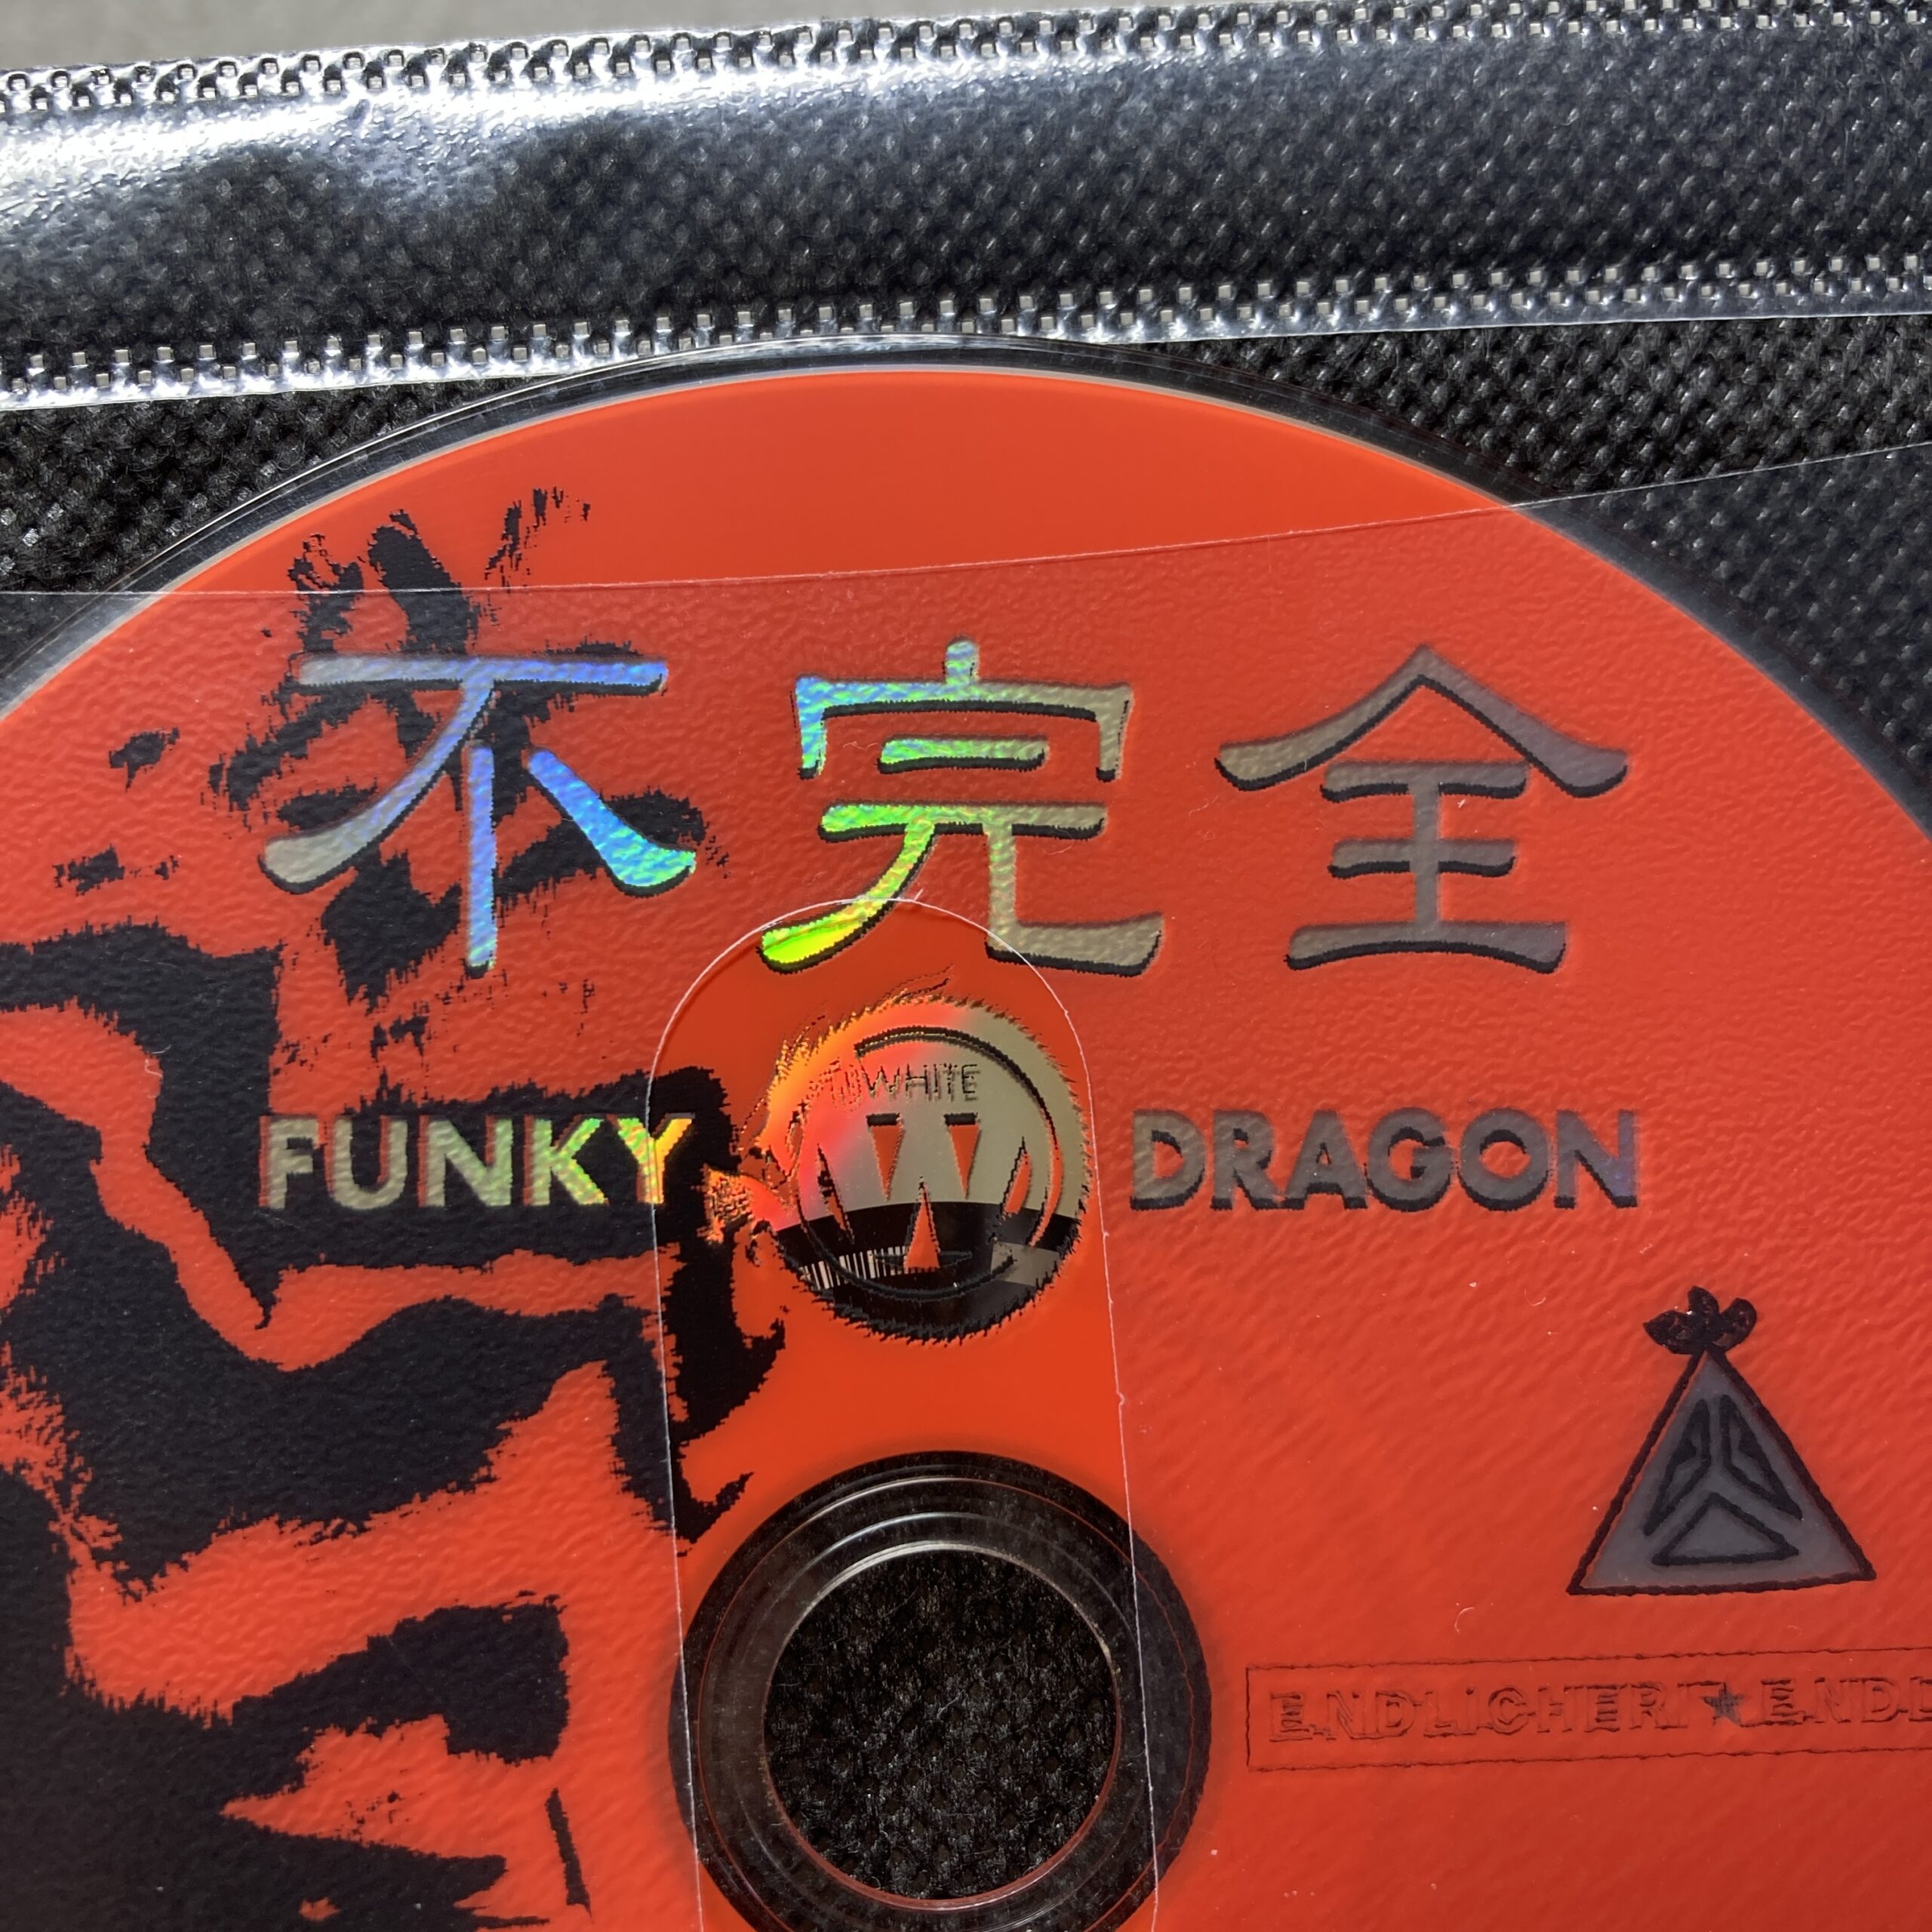 不完全
WHITE
FUNKY W DRAGON
ENDLICHERI★ENDL